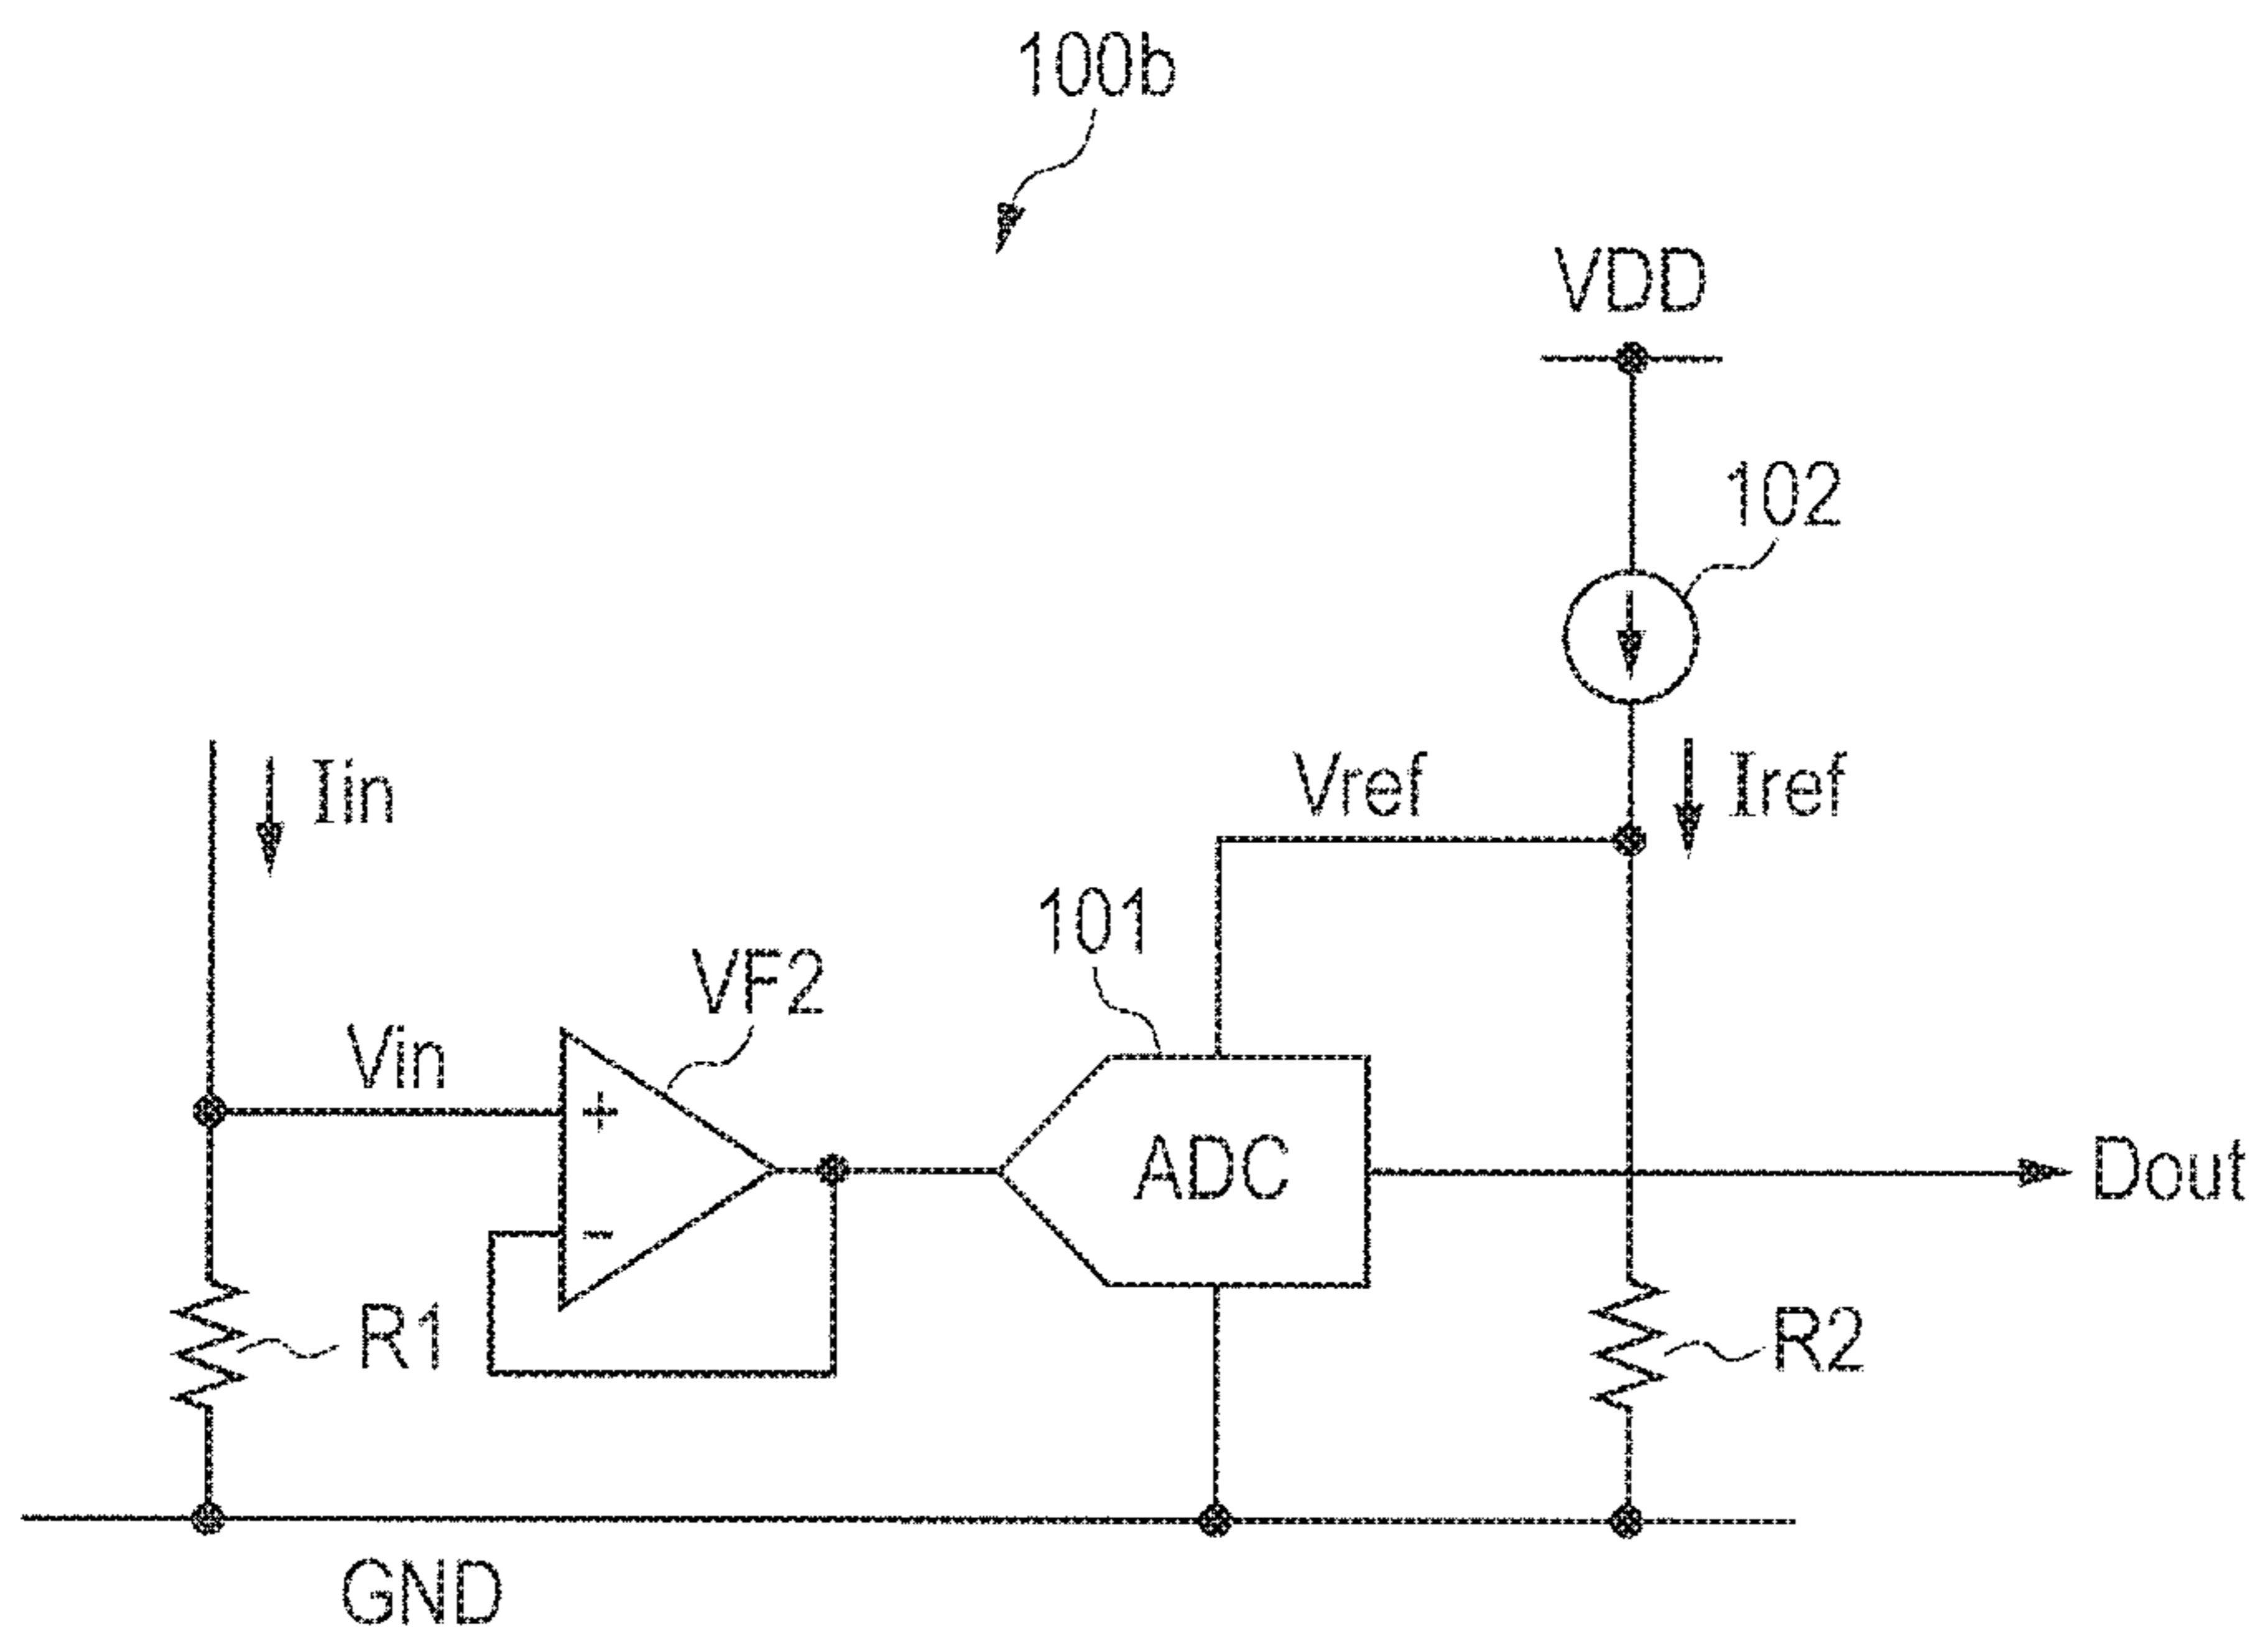 100b
VDD
102
Iin
Vref
Iref
101
VF2
Vin
+
ADC
Dout
−
R1
R2
GND